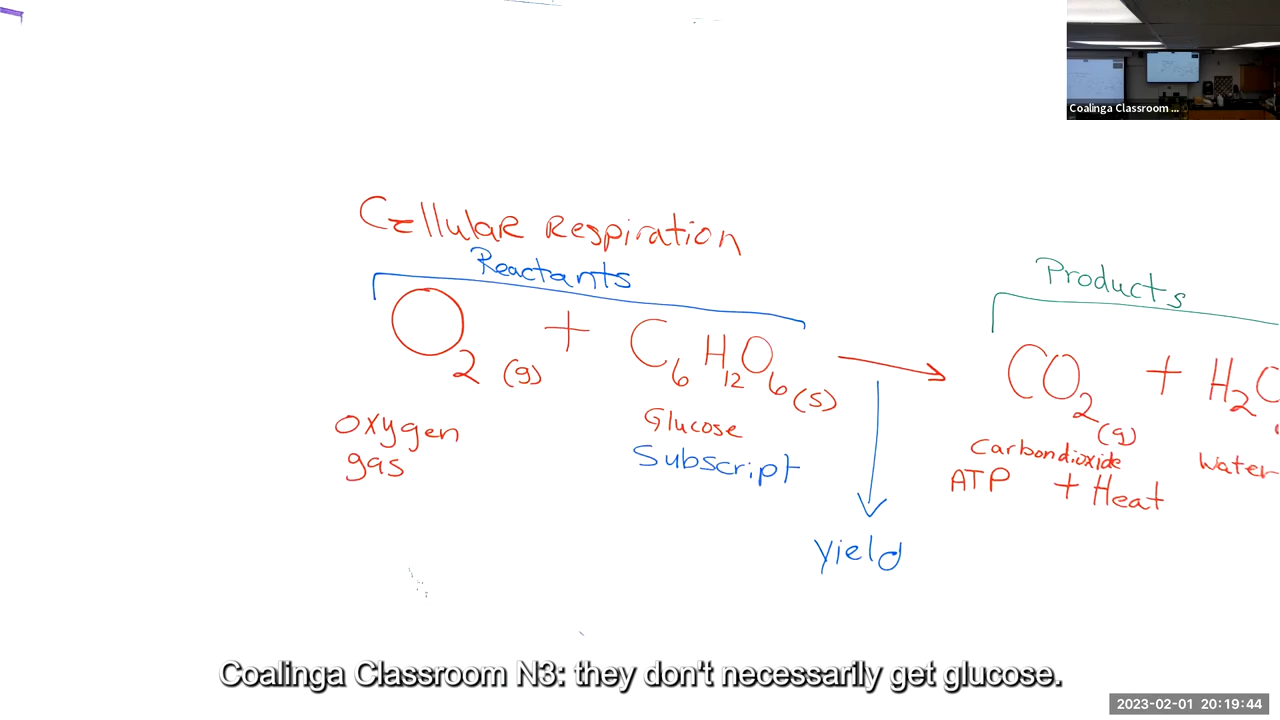 Coalinga Classroom ...
Cellular Respiration
Reactants
Products
O2 (g) + C6H12O6 (s) → CO2 (g) + H2O
oxygen gas
Glucose
Subscript
Carbondioxide
Water
ATP + Heat
yield
Coalinga Classroom N3: they don't necessarily get glucose.
2023-02-01 20:19:44